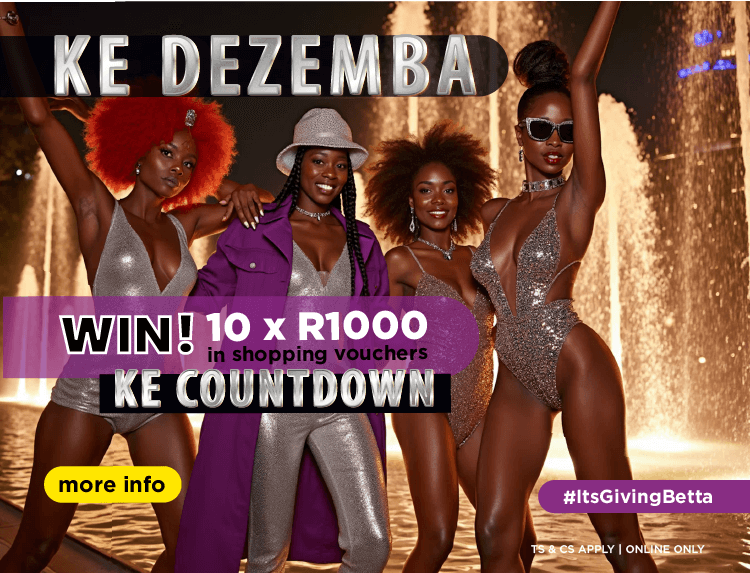 KE DEZEMBA
WIN! 10 x R1000
in shopping vouchers
KE COUNTDOWN
more info
#ItsGivingBetta
TS & CS APPLY | ONLINE ONLY